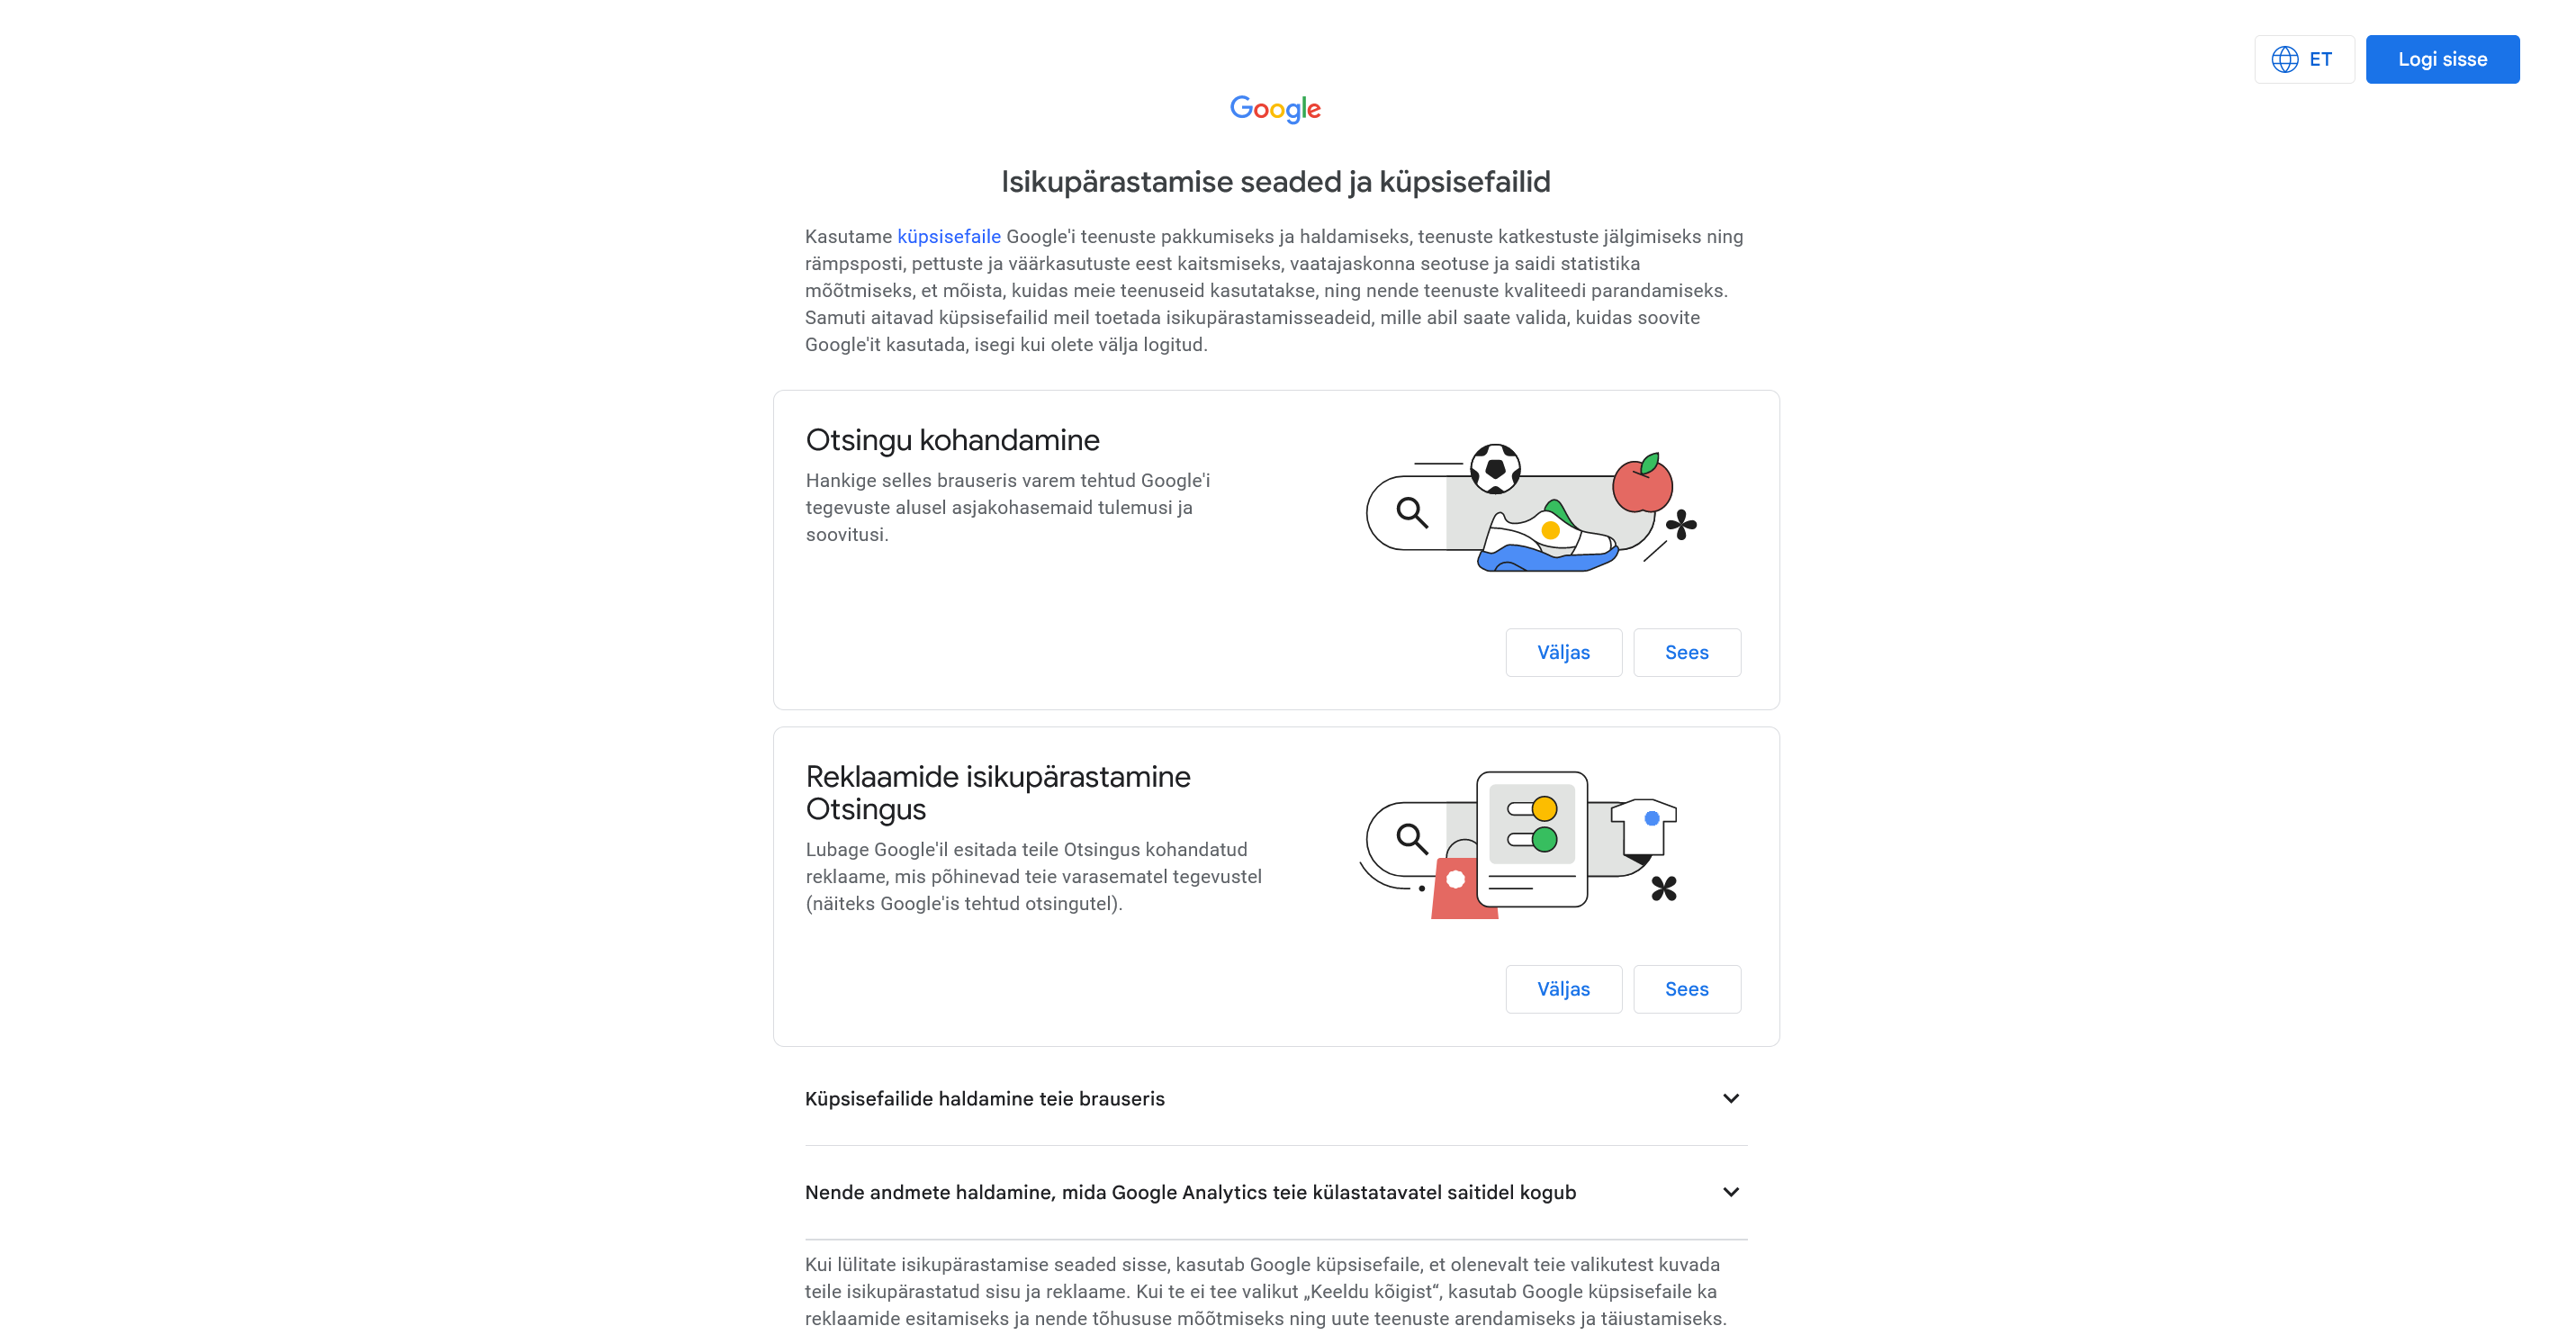 ET
Logi sisse
Google
Isikupärastamise seaded ja küpsisefailid
Kasutame küpsisefaile Google'i teenuste pakkumiseks ja haldamiseks, teenuste katkestuste jälgimiseks ning
rämpsposti, pettuste ja väärkasutuste eest kaitsmiseks, vaatajaskonna seotuse ja saidi statistika
mõõtmiseks, et mõista, kuidas meie teenuseid kasutatakse, ning nende teenuste kvaliteedi parandamiseks.
Samuti aitavad küpsisefailid meil toetada isikupärastamisseadeid, mille abil saate valida, kuidas soovite
Google'it kasutada, isegi kui olete välja logitud.
Otsingu kohandamine
Hankige selles brauseris varem tehtud Google'i
tegevuste alusel asjakohasemaid tulemusi ja
soovitusi.
Väljas
Sees
Reklaamide isikupärastamine
Otsingus
Lubage Google'il esitada teile Otsingus kohandatud
reklaame, mis põhinevad teie varasematel tegevustel
(näiteks Google'is tehtud otsingutel).
Väljas
Sees
Küpsisefailide haldamine teie brauseris
Nende andmete haldamine, mida Google Analytics teie külastatavatel saitidel kogub
Kui lülitate isikupärastamise seaded sisse, kasutab Google küpsisefaile, et olenevalt teie valikutest kuvada
teile isikupärastatud sisu ja reklaame. Kui te ei tee valikut „Keeldu kõigist“, kasutab Google küpsisefaile ka
reklaamide esitamiseks ja nende tõhususe mõõtmiseks ning uute teenuste arendamiseks ja täiustamiseks.